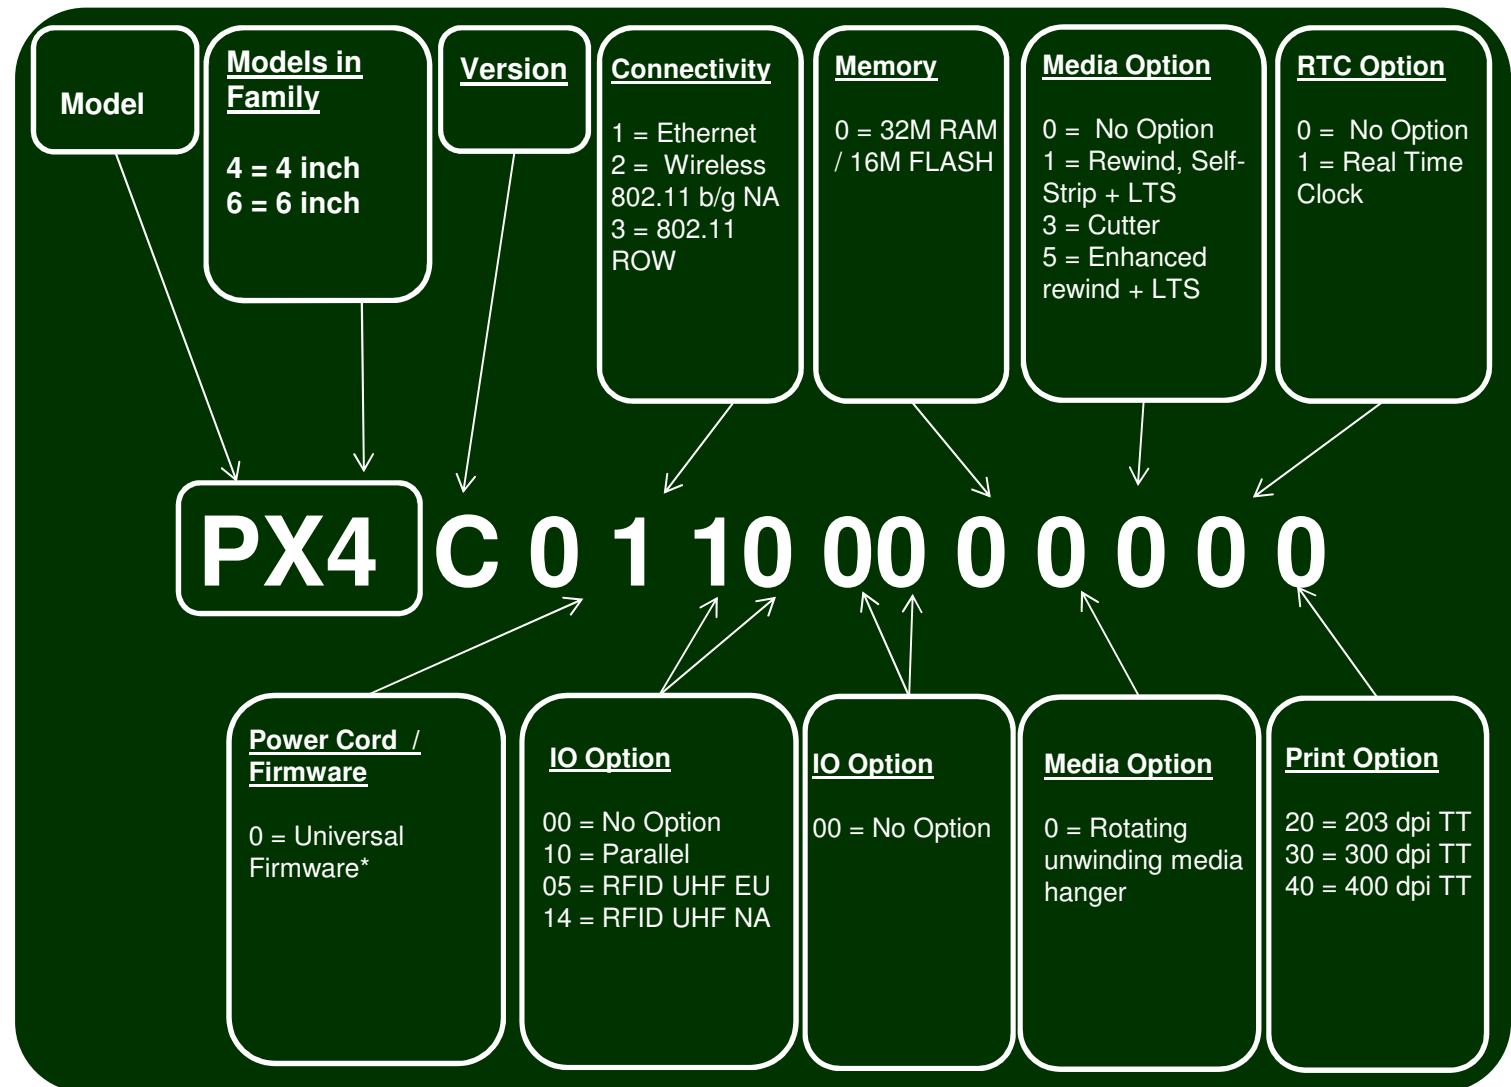 Model
Models in
Family
4 = 4 inch
6 = 6 inch
Version
Connectivity
1 = Ethernet
2 =  Wireless
802.11 b/g NA
3 = 802.11
ROW
Memory
0 = 32M RAM
/ 16M FLASH
Media Option
0 =  No Option
1 = Rewind, Self-
Strip + LTS
3 = Cutter
5 = Enhanced
rewind + LTS
RTC Option
0 =  No Option
1 = Real Time
Clock
PX4 C 0 1 10 00 0 0 0 0 0
Power Cord  /
Firmware
0 = Universal
Firmware*
IO Option
00 = No Option
10 = Parallel
05 = RFID UHF EU
14 = RFID UHF NA
IO Option
00 = No Option
Media Option
0 = Rotating
unwinding media
hanger
Print Option
20 = 203 dpi TT
30 = 300 dpi TT
40 = 400 dpi TT